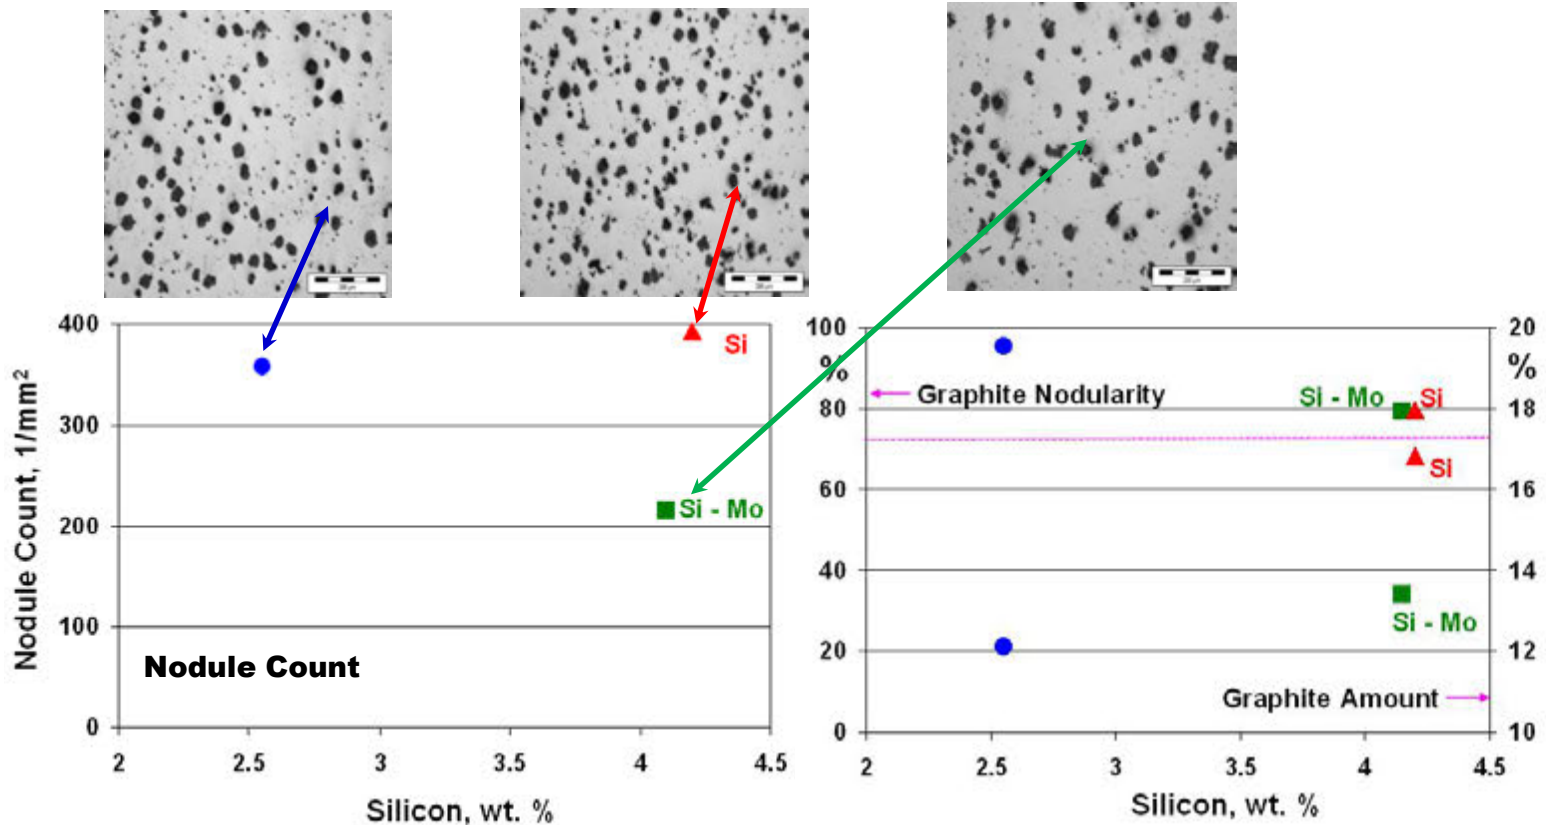 400
300
200
100
0
Nodule Count, 1/mm2
Si
Si - Mo
Nodule Count
2
2.5
3
3.5
4
4.5
Silicon, wt. %
100
%
80
60
40
20
0
Graphite Nodularity
Si - Mo
Si
Si
Si - Mo
Graphite Amount
20
%
18
16
14
12
10
2
2.5
3
3.5
4
4.5
Silicon, wt. %